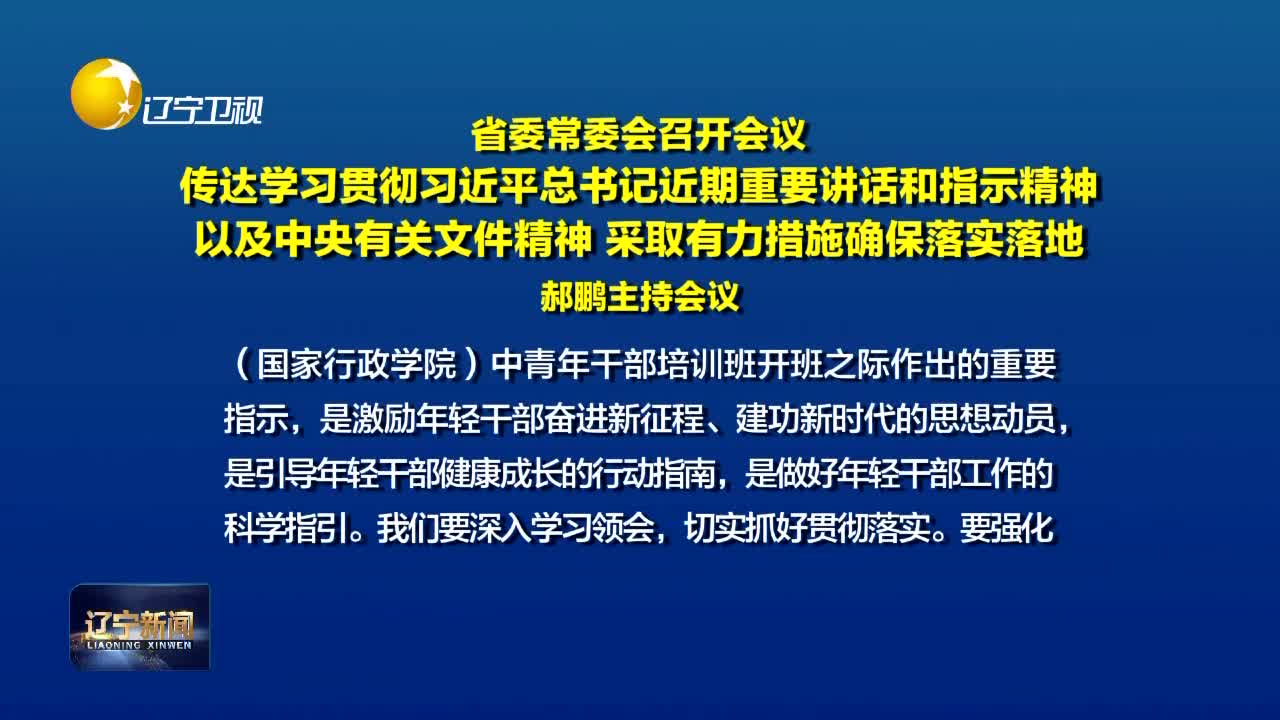 辽宁卫视
省委常委会召开会议
传达学习贯彻习近平总书记近期重要讲话和指示精神
以及中央有关文件精神 采取有力措施确保落实落地
郝鹏主持会议
（国家行政学院）中青年干部培训班开班之际作出的重要
指示，是激励年轻干部奋进新征程、建功新时代的思想动员，
是引导年轻干部健康成长的行动指南，是做好年轻干部工作的
科学指引。我们要深入学习领会，切实抓好贯彻落实。要强化
辽宁新闻
LIAONING XINWEN